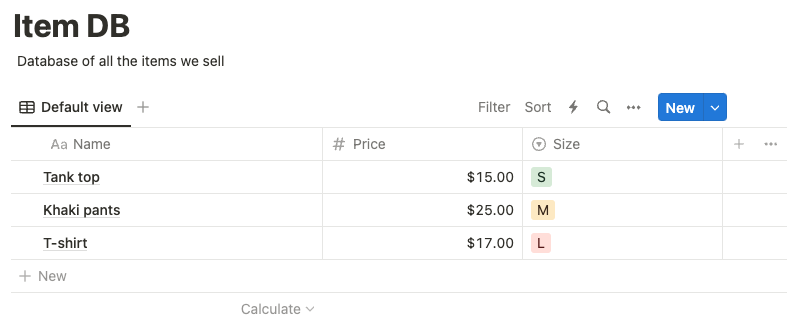 Item DB
Database of all the items we sell
Default view Filter Sort New
Aa Name # Price Size
Tank top $15.00 S
Khaki pants $25.00 M
T-shirt $17.00 L
New
Calculate